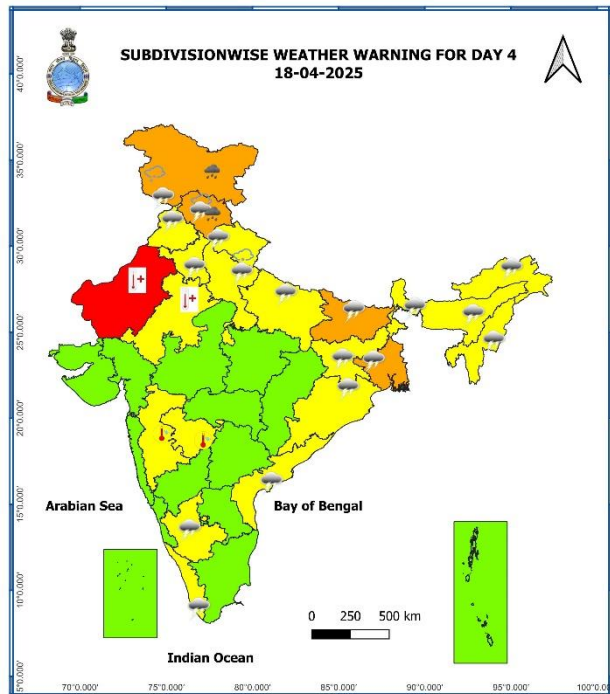 SUBDIVISIONWISE WEATHER WARNING FOR DAY 4
18-04-2025
40°0.000'
35°0.000'
30°0.000'
25°0.000'
20°0.000'
15°0.000'
10°0.000'
5°0.000'
Arabian Sea
Bay of Bengal
0 250 500 km
Indian Ocean
70°0.000' 75°0.000' 80°0.000' 85°0.000' 90°0.000' 95°0.000' 100°0.0